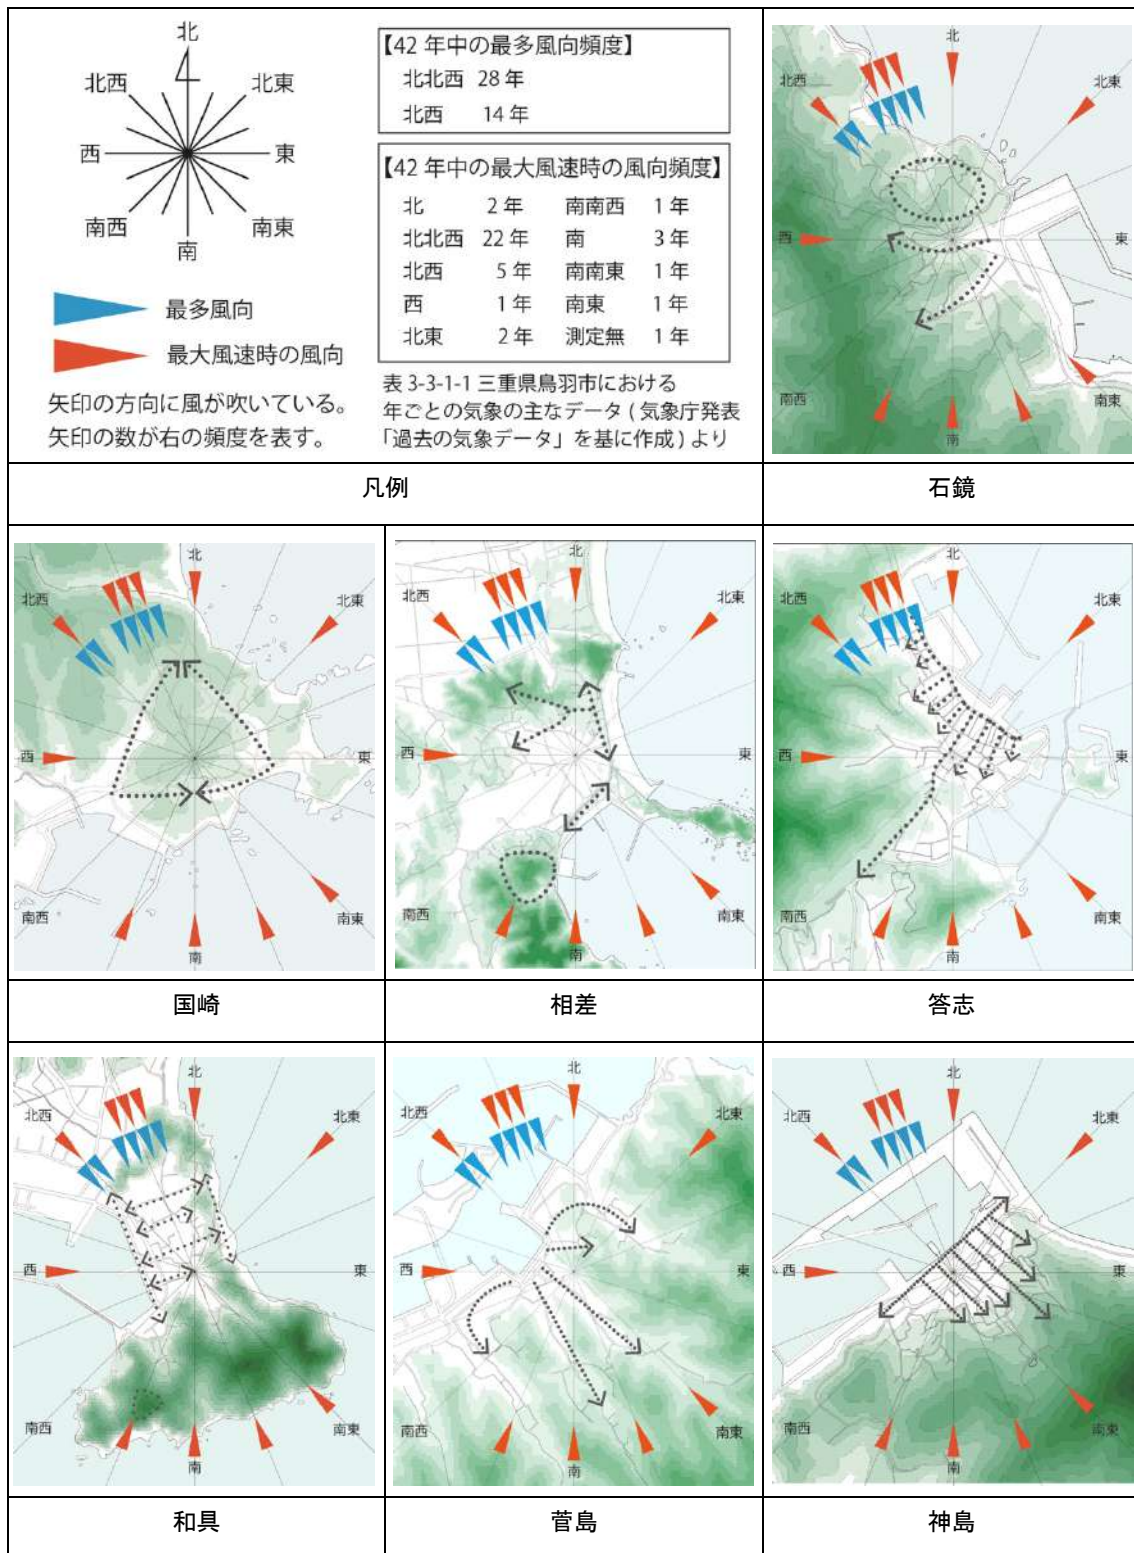 北
北西
北東
西
東
南西
南東
南
最多風向
最大風速時の風向
矢印の方向に風が吹いている。
矢印の数が右の頻度を表す。
【42 年中の最多風向頻度】
北北西 28 年
北西 14 年
【42 年中の最大風速時の風向頻度】
北 2 年 南南西 1 年
北北西 22 年 南 3 年
北西 5 年 南南東 1 年
西 1 年 南東 1 年
北東 2 年 測定無 1 年
表 3-3-1-1 三重県鳥羽市における
年ごとの気象の主なデータ ( 気象庁発表
「過去の気象データ」を基に作成 ) より
凡例
北
北西
北東
西
東
南西
南東
南
石鏡
北
北西
北東
西
東
南西
南東
南
国崎
北
北西
北東
西
東
南西
南東
南
相差
北
北西
北東
西
東
南西
南東
南
答志
北
北西
北東
西
東
南西
南東
南
和具
北
北西
北東
西
東
南西
南東
南
菅島
北
北西
北東
西
東
南西
南東
南
神島